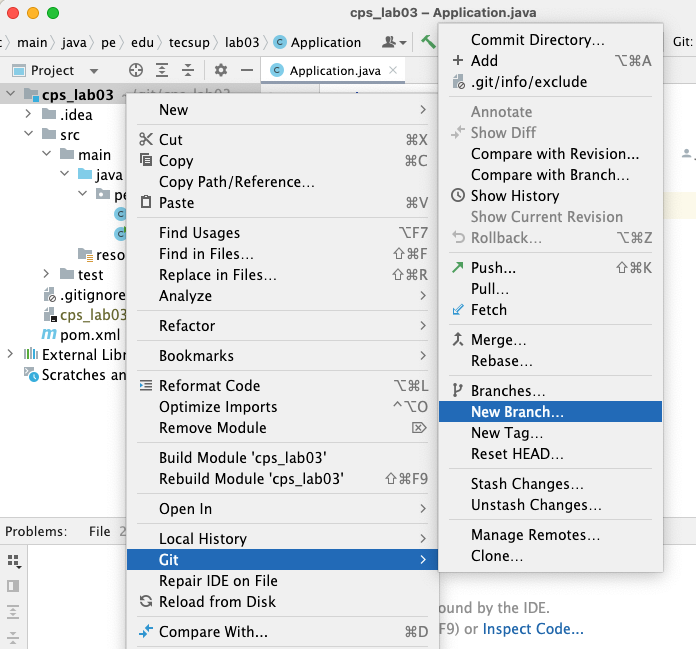 cps_lab03 – Application.java
main
java
pe
edu
tecsup
lab03
Application
Git:
Project
Application.java
cps_lab03
.idea
src
main
java
test
.gitignore
cps_lab03
pom.xml
External
Scratches
Problems:
File
New
Cut ⌘X
Copy ⌘C
Copy Path/Reference...
Paste ⌘V
Find Usages ⌥F7
Find in Files... ⇧⌘F
Replace in Files... ⇧⌘R
Analyze
Refactor
Bookmarks
Reformat Code ⌥⌘L
Optimize Imports ^⌥O
Remove Module ⌦
Build Module 'cps_lab03'
Rebuild Module 'cps_lab03' ⇧⌘F9
Open In
Local History
Git
Repair IDE on File
Reload from Disk
Compare With... ⌘D
Commit Directory...
Add ⌥⌘A
.git/info/exclude
Annotate
Show Diff
Compare with Revision...
Compare with Branch...
Show History
Show Current Revision
Rollback... ⌥⌘Z
Push... ⇧⌘K
Pull...
Fetch
Merge...
Rebase...
Branches...
New Branch...
New Tag...
Reset HEAD...
Stash Changes...
Unstash Changes...
Manage Remotes...
Clone...
by the IDE.
F9) or Inspect Code...